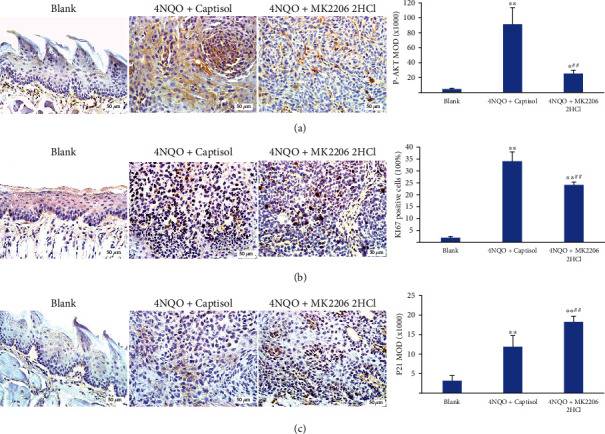 Blank 4NQO + Captisol 4NQO + MK2206 2HCl
50 μm 50 μm 50 μm
P-AKT MOD (x1000)
120
100
80
60
40
20
**
*##
Blank 4NQO + Captisol 4NQO + MK2206
2HCl
(a)
Blank 4NQO + Captisol 4NQO + MK2206 2HCl
50 μm 50 μm 50 μm
KI67 positive cells (100%)
40
35
30
25
20
15
10
5
**
**##
Blank 4NQO + Captisol 4NQO + MK2206
2HCl
(b)
Blank 4NQO + Captisol 4NQO + MK2206 2HCl
50 μm 50 μm 50 μm
P21 MOD (x1000)
25
20
15
10
5
0
**
**##
Blank 4NQO + Captisol 4NQO + MK2206
2HCl
(c)